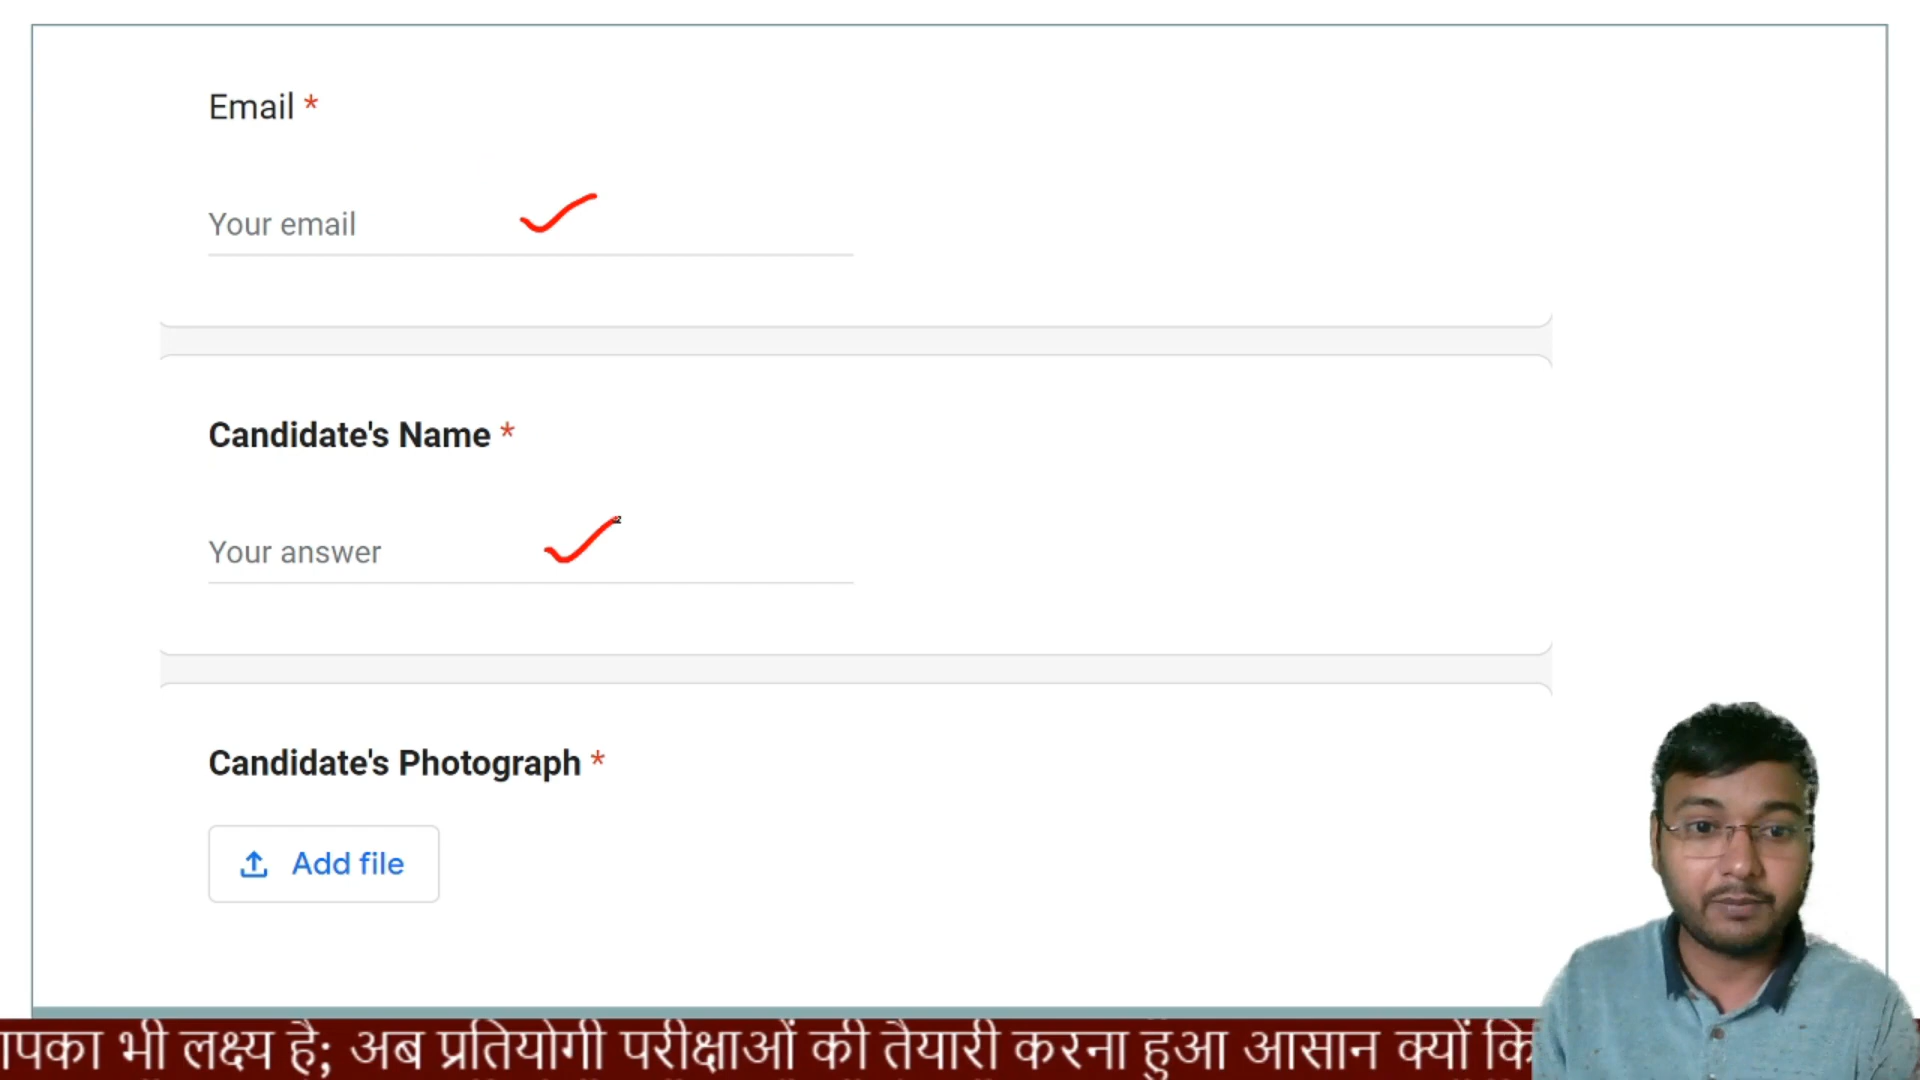 Email *
Your email
Candidate's Name *
Your answer
Candidate's Photograph *
Add file
पका भी लक्ष्य है; अब प्रतियोगी परीक्षाओं की तैयारी करना हुआ आसान क्यों कि